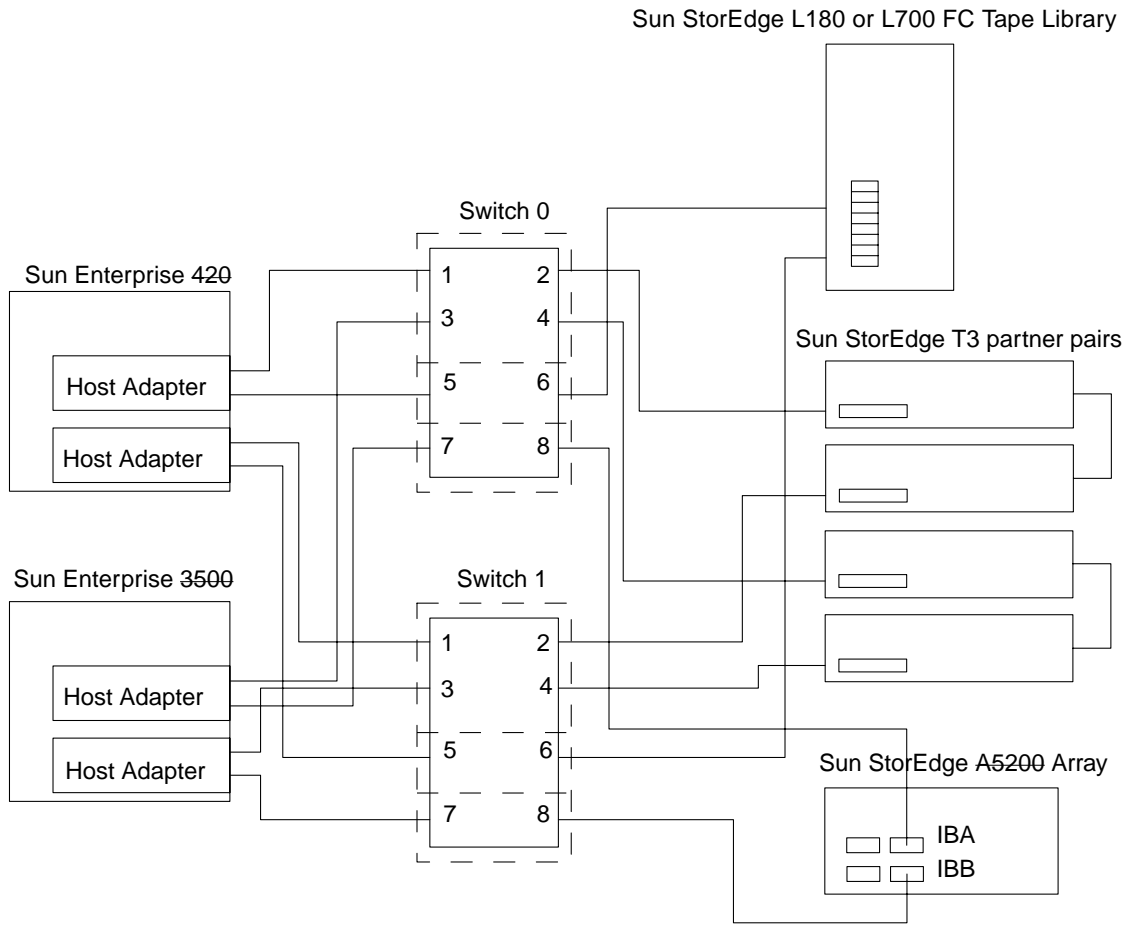 Sun StorEdge L180 or L700 FC Tape Library
Switch 0
Sun Enterprise 420
1 2
3 4
Host Adapter
5 6
Host Adapter
7 8
Sun StorEdge T3 partner pairs
Sun Enterprise 3500
Switch 1
1 2
Host Adapter
3 4
Host Adapter
5 6
7 8
Sun StorEdge A5200 Array
IBA
IBB